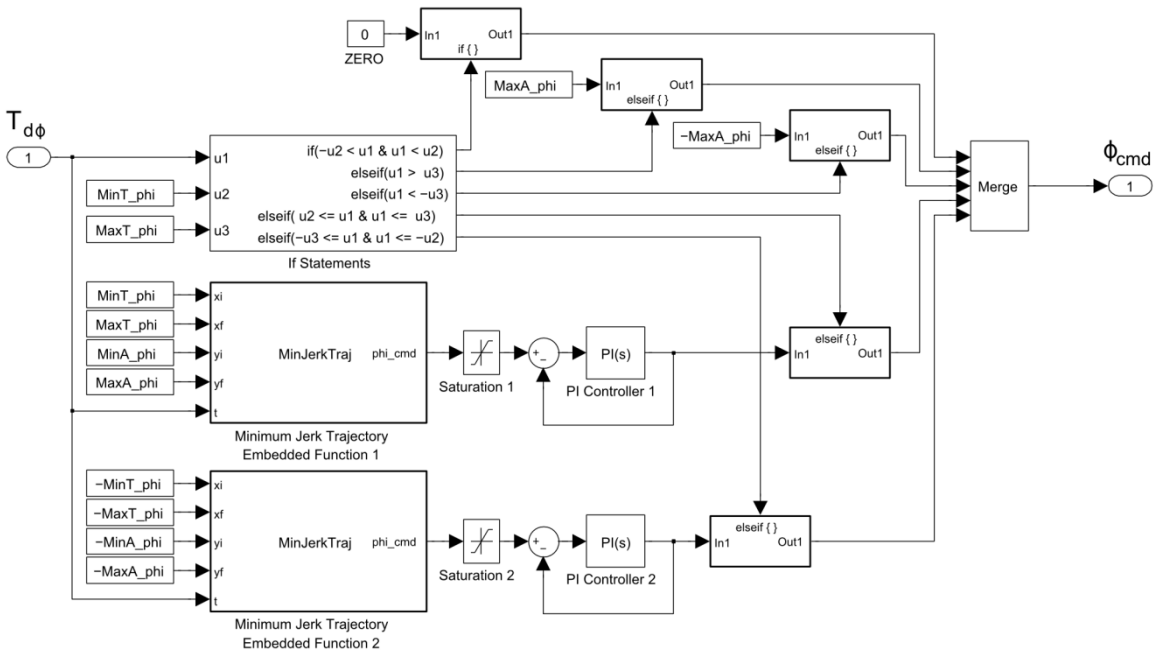 0
ZERO
In1
Out1
if { }
MaxA_phi
In1
Out1
elseif { }
−MaxA_phi
In1
Out1
elseif { }
Tdϕ
1
MinT_phi
MaxT_phi
u1
u2
u3
if(−u2 < u1 & u1 < u2)
elseif(u1 > u3)
elseif(u1 < −u3)
elseif( u2 <= u1 & u1 <= u3)
elseif(−u3 <= u1 & u1 <= −u2)
If Statements
Merge
ϕcmd
1
MinT_phi
MaxT_phi
MinA_phi
MaxA_phi
xi
xf
yi
yf
t
MinJerkTraj
phi_cmd
Minimum Jerk Trajectory
Embedded Function 1
Saturation 1
+
−
PI(s)
PI Controller 1
elseif { }
In1
Out1
−MinT_phi
−MaxT_phi
−MinA_phi
−MaxA_phi
xi
xf
yi
yf
t
MinJerkTraj
phi_cmd
Minimum Jerk Trajectory
Embedded Function 2
Saturation 2
+
−
PI(s)
PI Controller 2
elseif { }
In1
Out1